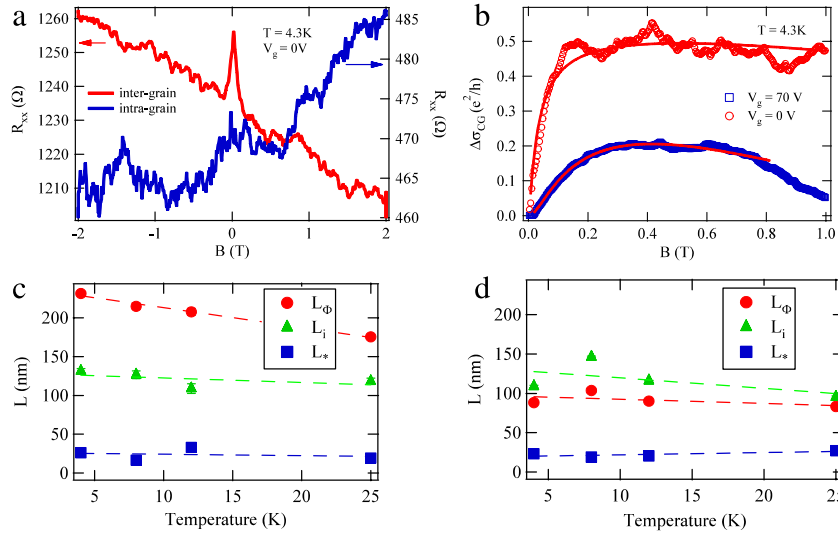 a
1260
1250
1240
1230
1220
1210
R_xx (Ω)
T = 4.3K
V_g = 0V
inter-grain
intra-grain
485
480
475
470
465
460
R_xx (Ω)
-2
-1
0
1
2
B (T)
b
0.5
0.4
0.3
0.2
0.1
0.0
Δσ_CG (e²/h)
T = 4.3K
V_g = 70 V
V_g = 0 V
0.0
0.2
0.4
0.6
0.8
1.0
B (T)
c
200
150
100
50
0
L (nm)
L_Φ
L_i
L_*
5
10
15
20
25
Temperature (K)
d
200
150
100
50
0
L (nm)
L_Φ
L_i
L_*
5
10
15
20
25
Temperature (K)